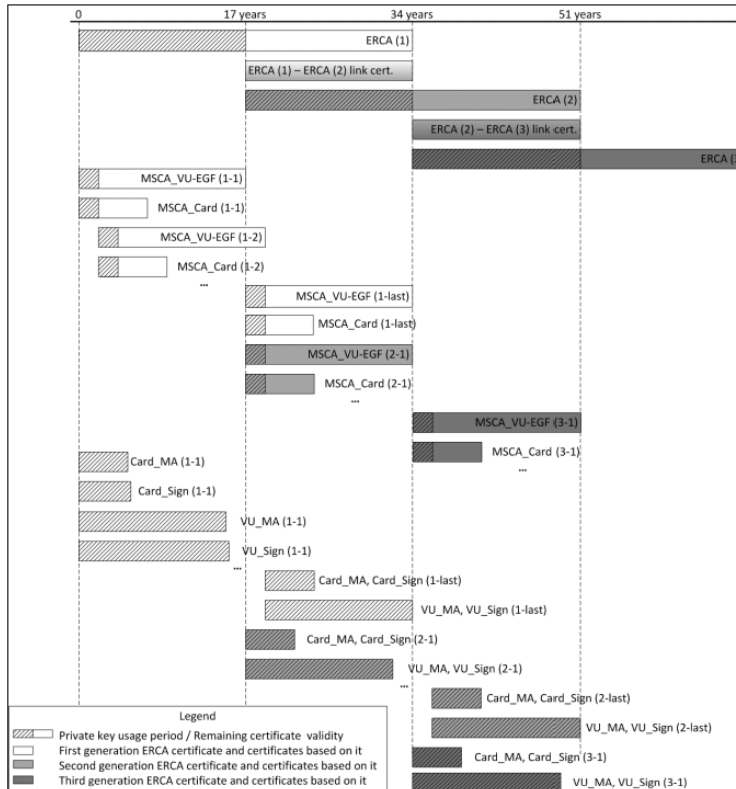 0 17 years 34 years 51 years
ERCA (1)
ERCA (1) – ERCA (2) link cert.
ERCA (2)
ERCA (2) – ERCA (3) link cert.
ERCA (3
MSCA_VU-EGF (1-1)
MSCA_Card (1-1)
MSCA_VU-EGF (1-2)
MSCA_Card (1-2)
...
MSCA_VU-EGF (1-last)
MSCA_Card (1-last)
MSCA_VU-EGF (2-1)
MSCA_Card (2-1)
...
MSCA_VU-EGF (3-1)
MSCA_Card (3-1)
...
Card_MA (1-1)
Card_Sign (1-1)
VU_MA (1-1)
VU_Sign (1-1)
...
Card_MA, Card_Sign (1-last)
VU_MA, VU_Sign (1-last)
Card_MA, Card_Sign (2-1)
VU_MA, VU_Sign (2-1)
...
Card_MA, Card_Sign (2-last)
VU_MA, VU_Sign (2-last)
Card_MA, Card_Sign (3-1)
VU_MA, VU_Sign (3-1)
Legend
Private key usage period / Remaining certificate validity
First generation ERCA certificate and certificates based on it
Second generation ERCA certificate and certificates based on it
Third generation ERCA certificate and certificates based on it